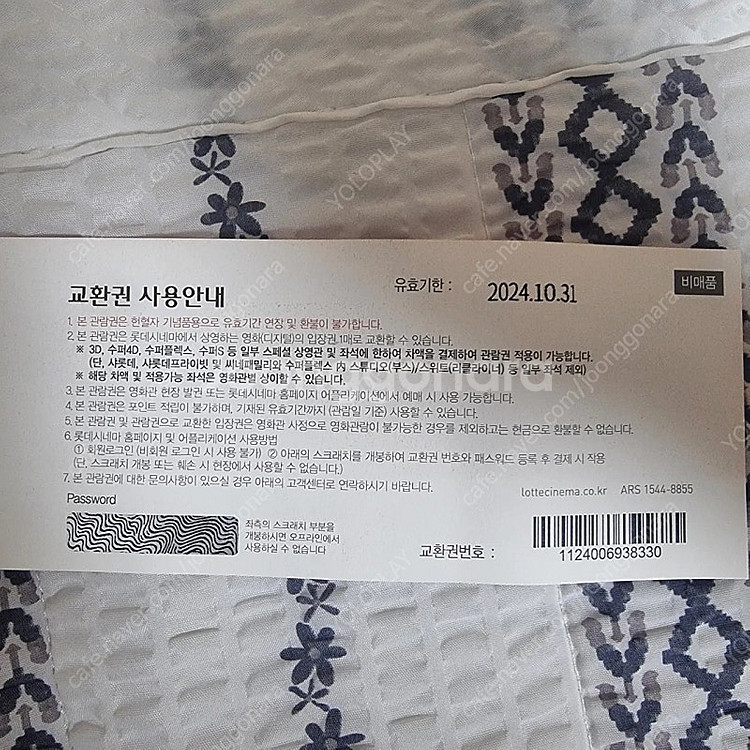 교환권 사용안내
유효기한 : 2024.10.31
비매품
1. 본 관람권은 헌혈자 기념품용으로 유효기간 연장 및 환불이 불가합니다.
2. 본 관람권은 롯데시네마에서 상영하는 영화(디지털)의 입장권 1매로 교환할 수 있습니다.
※ 3D, 수퍼4D, 수퍼플렉스, 수퍼S 등 일부 스페셜 상영관 및 좌석에 한하여 차액을 결제하여 관람권 적용이 가능합니다.
(단, 샤롯데, 샤롯데프라이빗 및 씨네패밀리와 수퍼플렉스 內 스튜디오(부스)/스위트(리클라이너) 등 일부 좌석 제외)
※ 해당 차액 및 적용가능 좌석은 영화관별 상이할 수 있습니다.
3. 본 관람권은 영화관 현장 발권 또는 롯데시네마 홈페이지 어플리케이션에서 예매 시 사용 가능합니다.
4. 본 관람권은 포인트 적립이 불가하며, 기재된 유효기간까지 (관람일 기준) 사용할 수 있습니다.
5. 본 관람권 및 관람권으로 교환한 입장권은 영화관 사정으로 영화관람이 불가능한 경우를 제외하고는 현금으로 환불할 수 없습니다.
6. 롯데시네마 홈페이지 및 어플리케이션 사용방법
① 회원로그인 (비회원 로그인 시 사용 불가) ② 아래의 스크래치를 개봉하여 교환권 번호와 패스워드 등록 후 결제 시 적용
(단, 스크래치 개봉 또는 훼손 시 현장에서 사용할 수 없습니다.)
7. 본 관람권에 대한 문의사항이 있으실 경우 아래의 고객센터로 연락하시기 바랍니다.
lottecinema.co.kr ARS 1544-8855
Password
좌측의 스크래치 부분을
개봉하시면 오프라인에서
사용하실 수 없습니다
교환권번호 :
1124006938330
YOLOPLAY
cafe.naver.com/joonggonara
joonggonara